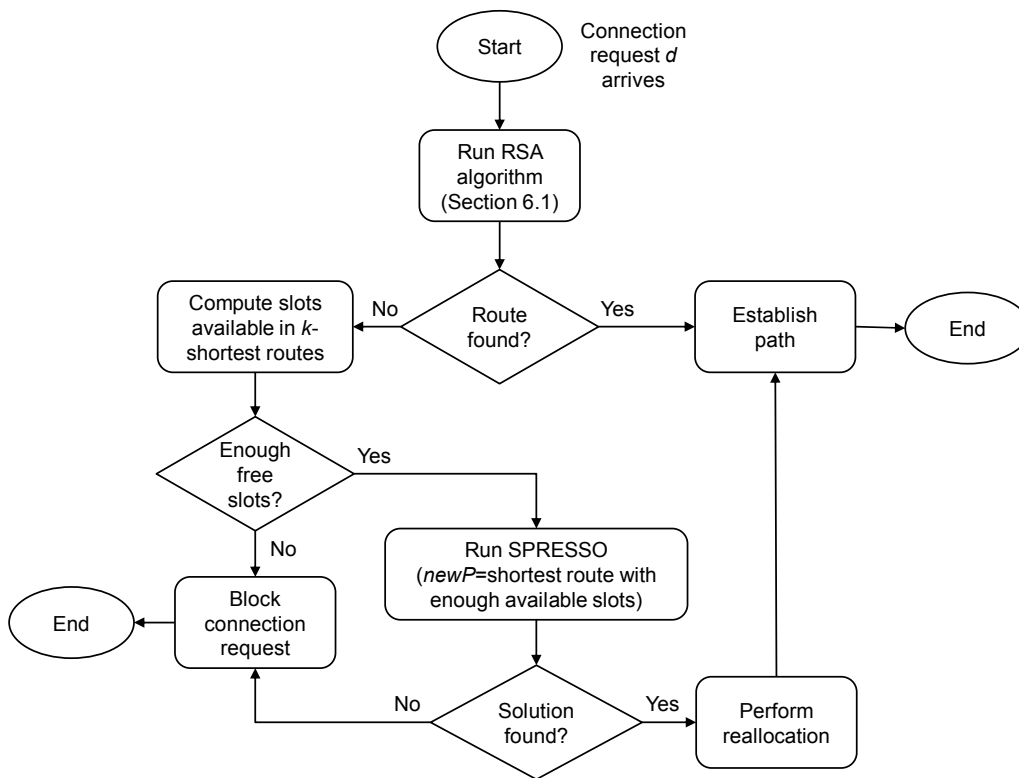 Start
Connection
request d
arrives
Run RSA
algorithm
(Section 6.1)
Compute slots
available in k-
shortest routes
No
Route
found?
Yes
Establish
path
End
Enough
free
slots?
Yes
No
Run SPRESSO
(newP=shortest route with
enough available slots)
End
Block
connection
request
No
Solution
found?
Yes
Perform
reallocation